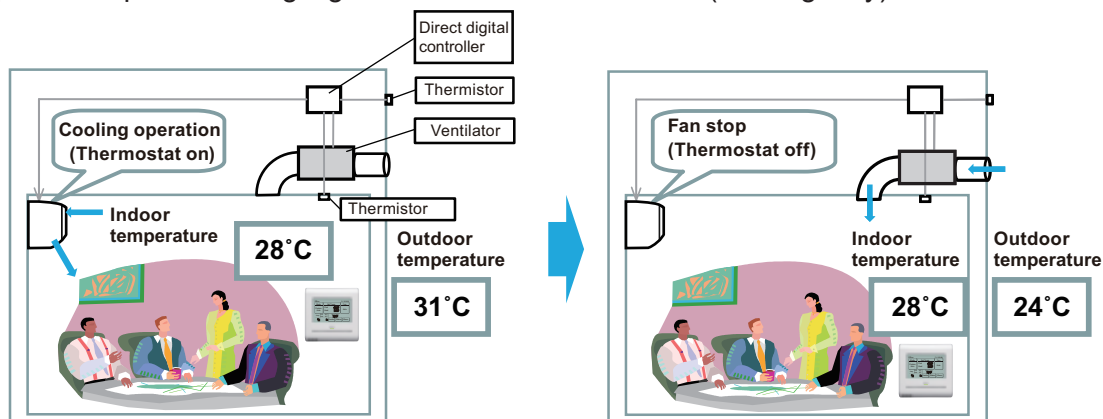 Direct digital
controller
Thermistor
Ventilator
Cooling operation
(Thermostat on)
Thermistor
Indoor
temperature
28˚C
Outdoor
temperature
31˚C
Fan stop
(Thermostat off)
Indoor
temperature
28˚C
Outdoor
temperature
24˚C